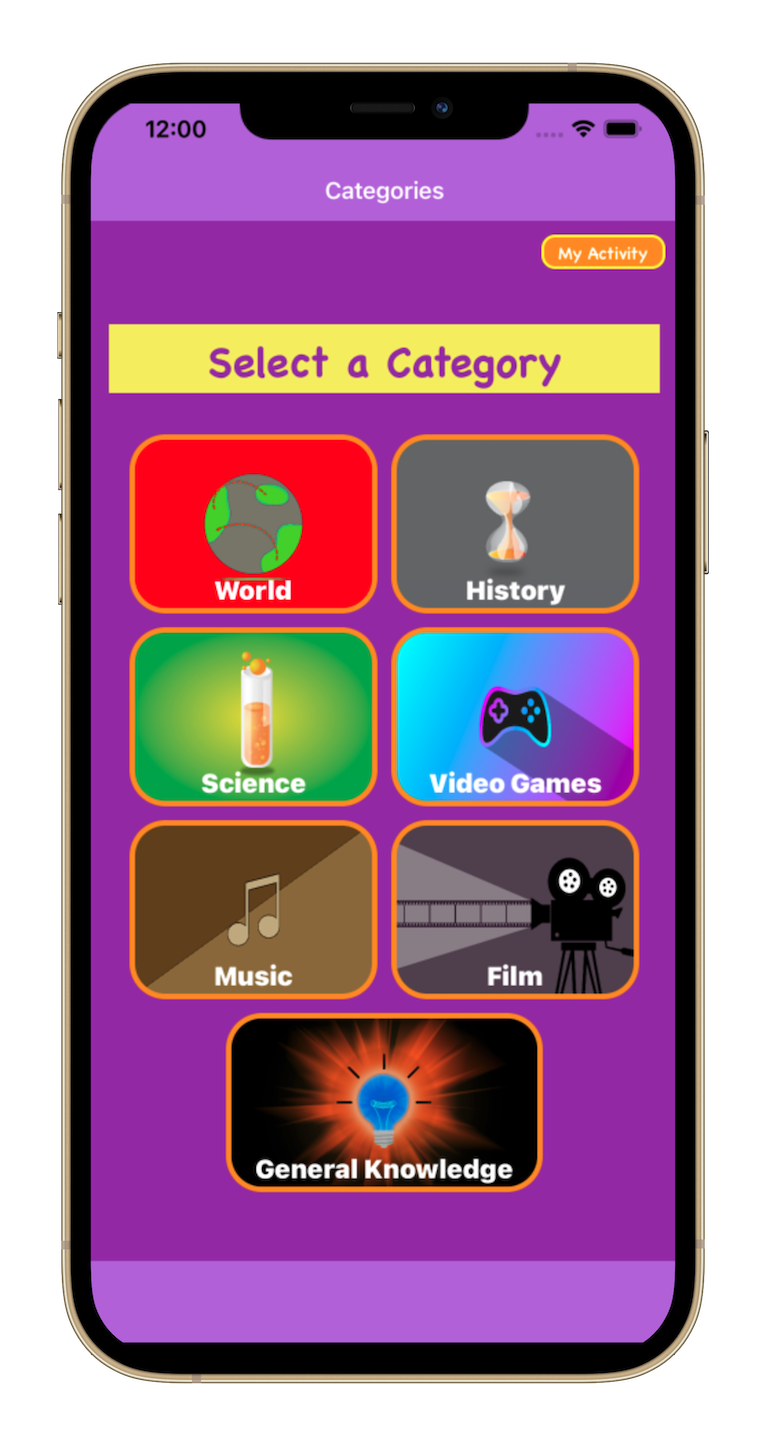 12:00
Categories
My Activity
Select a Category
World
History
Science
Video Games
Music
Film
General Knowledge